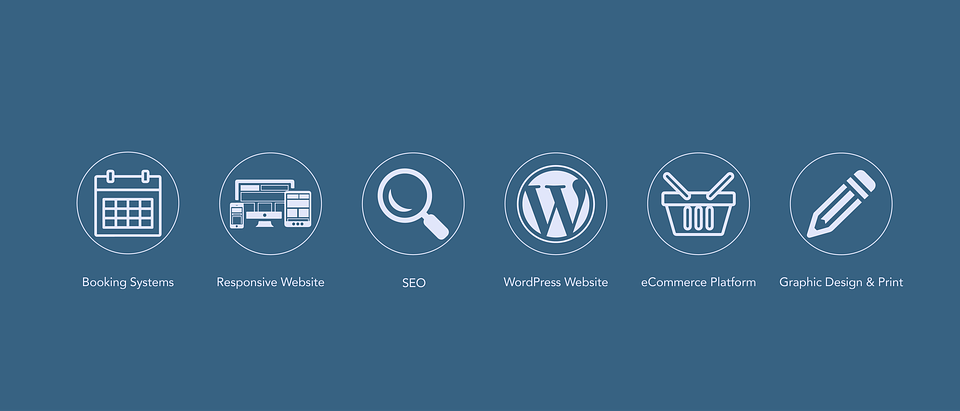 Booking Systems
Responsive Website
SEO
WordPress Website
eCommerce Platform
Graphic Design & Print